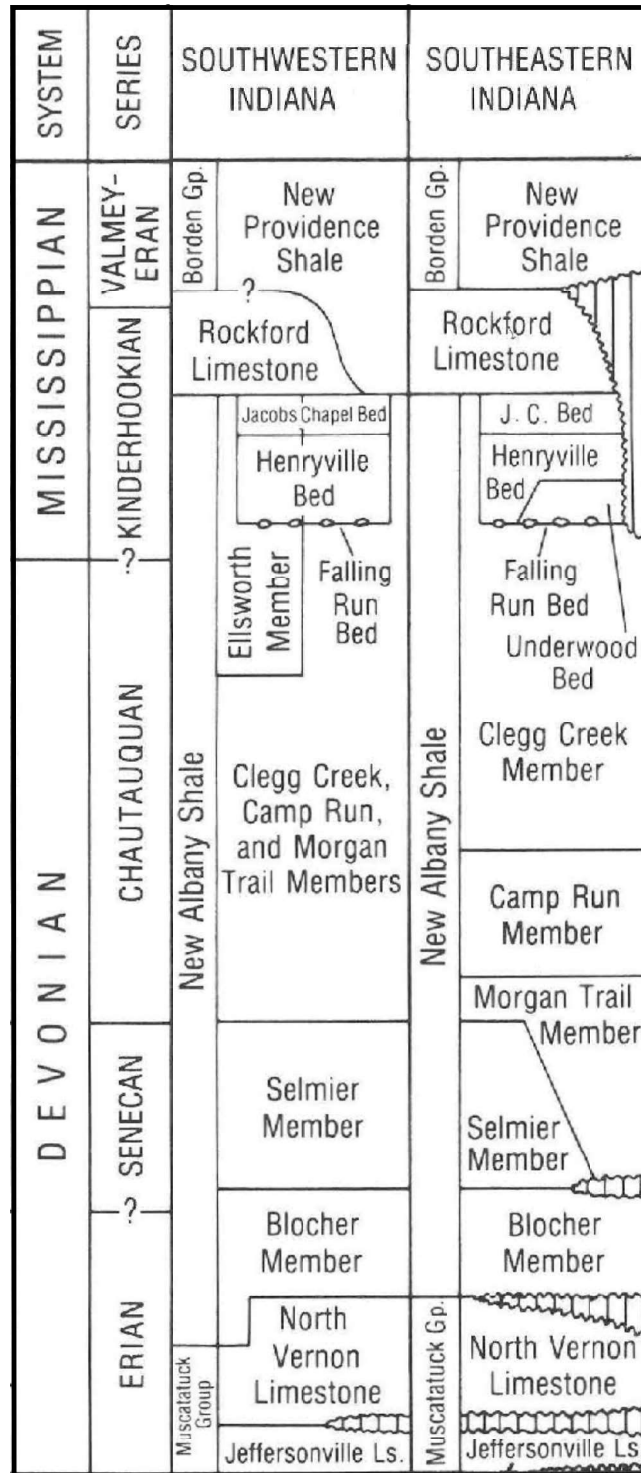 SYSTEM
SERIES
SOUTHWESTERN
INDIANA
SOUTHEASTERN
INDIANA
MISSISSIPPIAN
DEVONIAN
VALMEY-
ERAN
KINDERHOOKIAN
?
CHAUTAUQUAN
SENECAN
?
ERIAN
Borden Gp.
New
Providence
Shale
?
Rockford
Limestone
New Albany Shale
Jacobs Chapel Bed
Henryville
Bed
Ellsworth
Member
Falling
Run
Bed
Clegg Creek,
Camp Run,
and Morgan
Trail Members
Selmier
Member
Blocher
Member
North
Vernon
Limestone
Muscatatuck
Group
Jeffersonville Ls.
Borden Gp.
New
Providence
Shale
Rockford
Limestone
New Albany Shale
J. C. Bed
Henryville
Bed
Falling
Run Bed
Underwood
Bed
Clegg Creek
Member
Camp Run
Member
Morgan Trail
Member
Selmier
Member
Blocher
Member
Muscatatuck Gp.
North Vernon
Limestone
Jeffersonville Ls